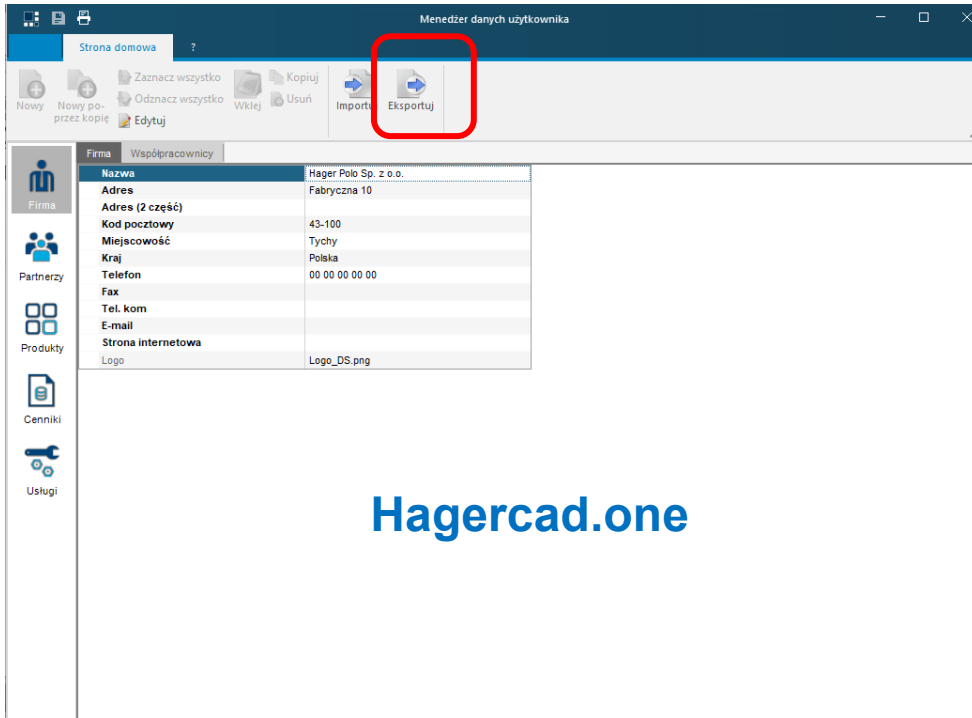 Menedżer danych użytkownika
Strona domowa ?
Nowy
Nowy po-
przez kopię
Zaznacz wszystko
Odznacz wszystko
Edytuj
Wklej
Kopiuj
Usuń
Importuj
Eksportuj
Firma Współpracownicy
Firma
Partnerzy
Produkty
Cenniki
Usługi
Nazwa Hager Polo Sp. z o.o.
Adres Fabryczna 10
Adres (2 część)
Kod pocztowy 43-100
Miejscowość Tychy
Kraj Polska
Telefon 00 00 00 00 00
Fax
Tel. kom
E-mail
Strona internetowa
Logo Logo_DS.png
Hagercad.one